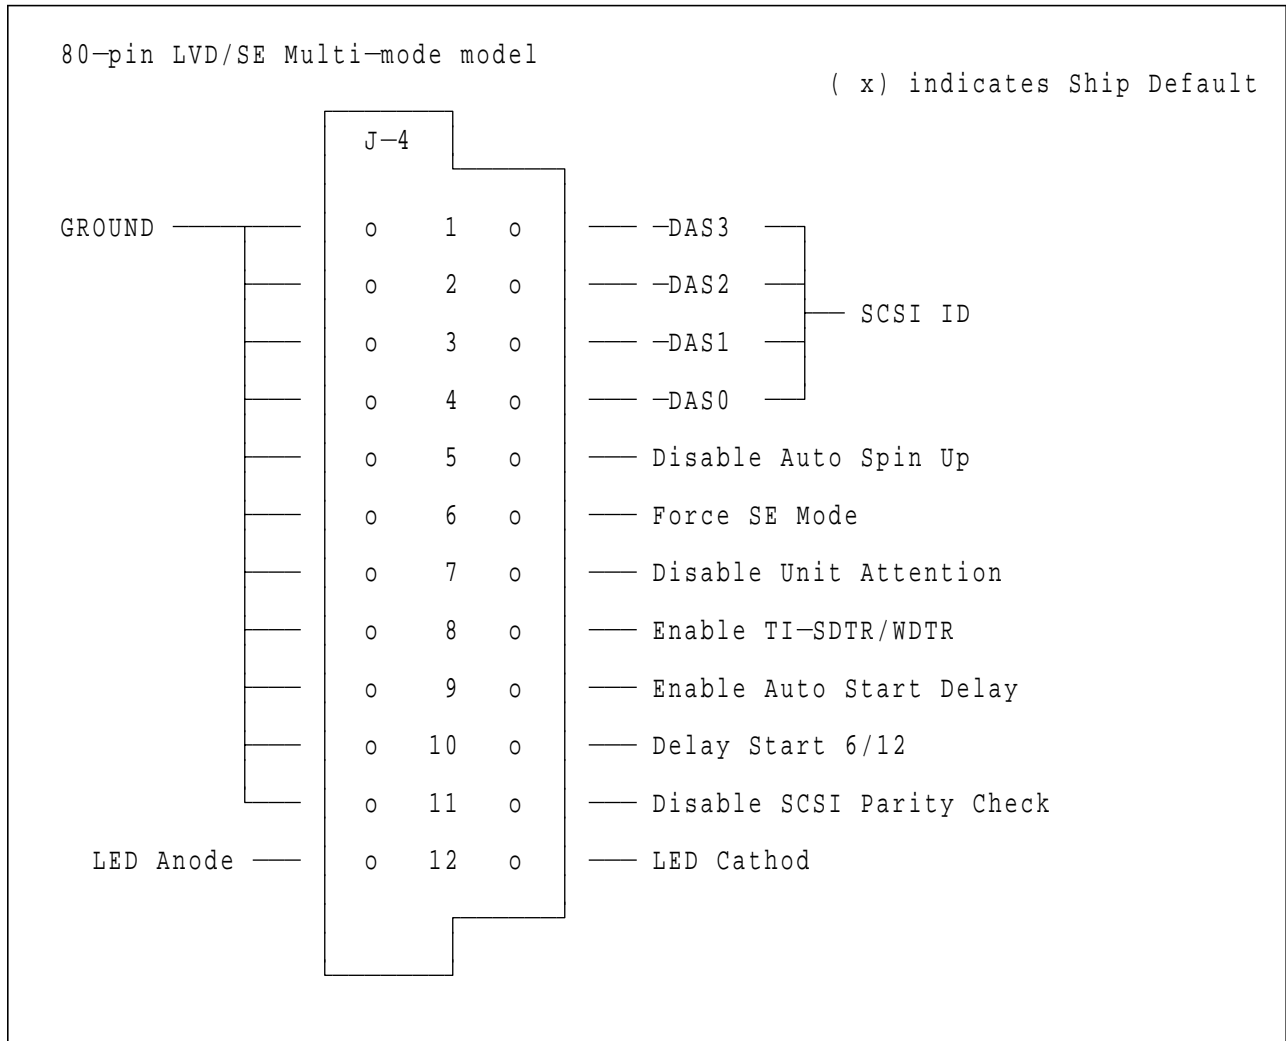 80-pin LVD/SE Multi-mode model
( x) indicates Ship Default
J-4
GROUND o 1 o -DAS3
o 2 o -DAS2
SCSI ID
o 3 o -DAS1
o 4 o -DAS0
o 5 o Disable Auto Spin Up
o 6 o Force SE Mode
o 7 o Disable Unit Attention
o 8 o Enable TI-SDTR/WDTR
o 9 o Enable Auto Start Delay
o 10 o Delay Start 6/12
o 11 o Disable SCSI Parity Check
LED Anode o 12 o LED Cathod